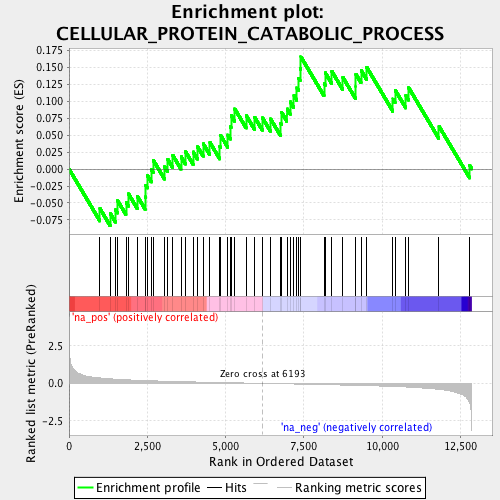 Enrichment plot:
CELLULAR_PROTEIN_CATABOLIC_PROCESS
Enrichment score (ES)
0.175
0.150
0.125
0.100
0.075
0.050
0.025
0.000
-0.025
-0.050
-0.075
'na_pos' (positively correlated)
Ranked list metric (PreRanked)
2.5
0.0
-2.5
Zero cross at 6193
'na_neg' (negatively correlated)
0
2,500
5,000
7,500
10,000
12,500
Rank in Ordered Dataset
Enrichment profile
Hits
Ranking metric scores